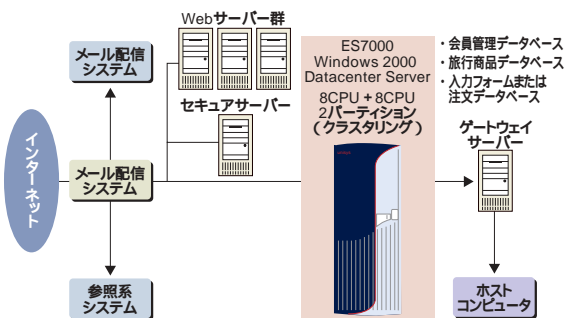 Webサーバー群
メール配信
システム
セキュアサーバー
インターネット
メール配信
システム
参照系
システム
ES7000
Windows 2000
Datacenter Server
8CPU + 8CPU
2パーティション
(クラスタリング)
・会員管理データベース
・旅行商品データベース
・入力フォームまたは
注文データベース
ゲートウェイ
サーバー
ホスト
コンピュータ